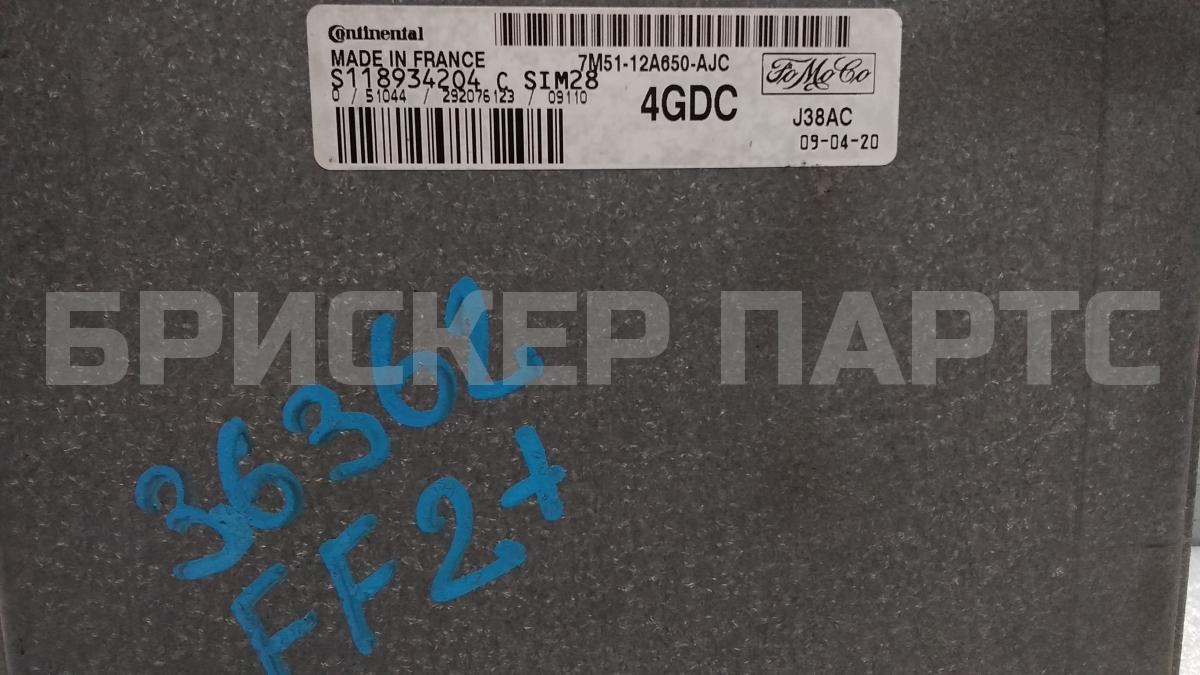 Continental
MADE IN FRANCE
7M51-12A650-AJC
FoMoCo
S118934204 C SIM28
0 / 51044 / 292076123 / 09110
4GDC
J38AC
09-04-20
БРИСКЕР ПАРТС
36362
FF2+